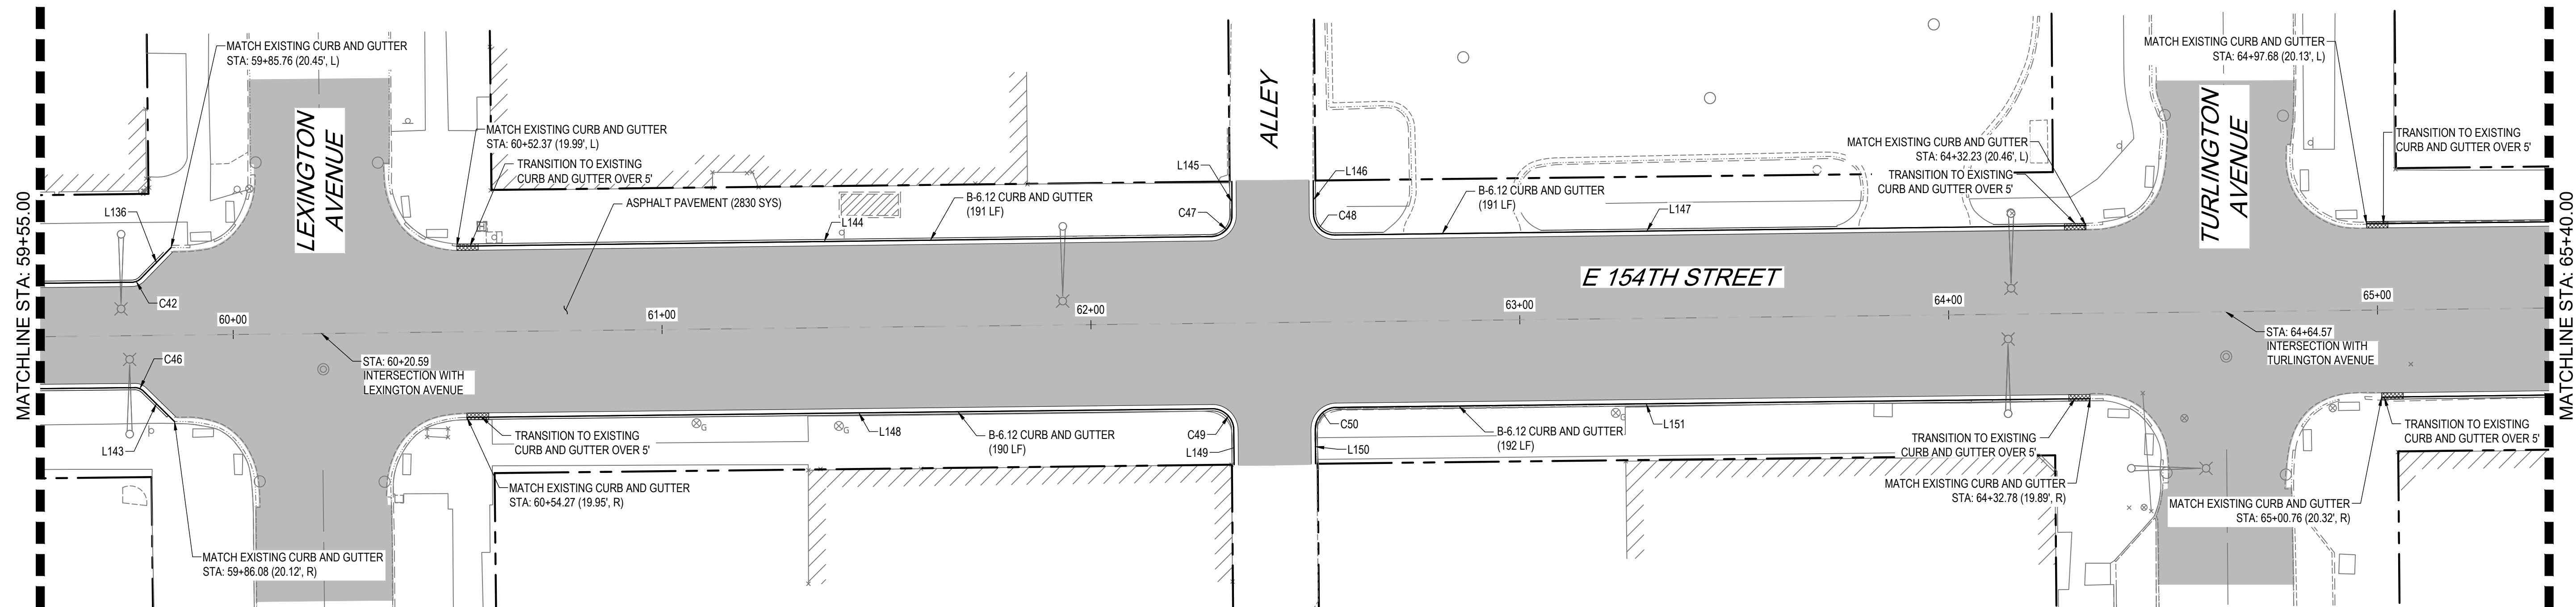 MATCHLINE STA: 59+55.00
MATCH EXISTING CURB AND GUTTER
STA: 59+85.76 (20.45', L)
LEXINGTON
AVENUE
MATCH EXISTING CURB AND GUTTER
STA: 60+52.37 (19.99', L)
TRANSITION TO EXISTING
CURB AND GUTTER OVER 5'
ASPHALT PAVEMENT (2830 SYS)
L144
B-6.12 CURB AND GUTTER
(191 LF)
L136
C42
L145
C47
ALLEY
L146
C48
B-6.12 CURB AND GUTTER
(191 LF)
L147
MATCH EXISTING CURB AND GUTTER
STA: 64+32.23 (20.46', L)
TRANSITION TO EXISTING
CURB AND GUTTER OVER 5'
MATCH EXISTING CURB AND GUTTER
STA: 64+97.68 (20.13', L)
TURLINGTON
AVENUE
TRANSITION TO EXISTING
CURB AND GUTTER OVER 5'
E 154TH STREET
60+00
61+00
62+00
63+00
64+00
65+00
C46
L143
STA: 60+20.59
INTERSECTION WITH
LEXINGTON AVENUE
STA: 64+64.57
INTERSECTION WITH
TURLINGTON AVENUE
TRANSITION TO EXISTING
CURB AND GUTTER OVER 5'
G
G
L148
B-6.12 CURB AND GUTTER
(190 LF)
C49
L149
C50
L150
B-6.12 CURB AND GUTTER
(192 LF)
G
L151
TRANSITION TO EXISTING
CURB AND GUTTER OVER 5'
TRANSITION TO EXISTING
CURB AND GUTTER OVER 5'
MATCH EXISTING CURB AND GUTTER
STA: 60+54.27 (19.95', R)
MATCH EXISTING CURB AND GUTTER
STA: 64+32.78 (19.89', R)
MATCH EXISTING CURB AND GUTTER
STA: 65+00.76 (20.32', R)
MATCH EXISTING CURB AND GUTTER
STA: 59+86.08 (20.12', R)
MATCHLINE STA: 65+40.00